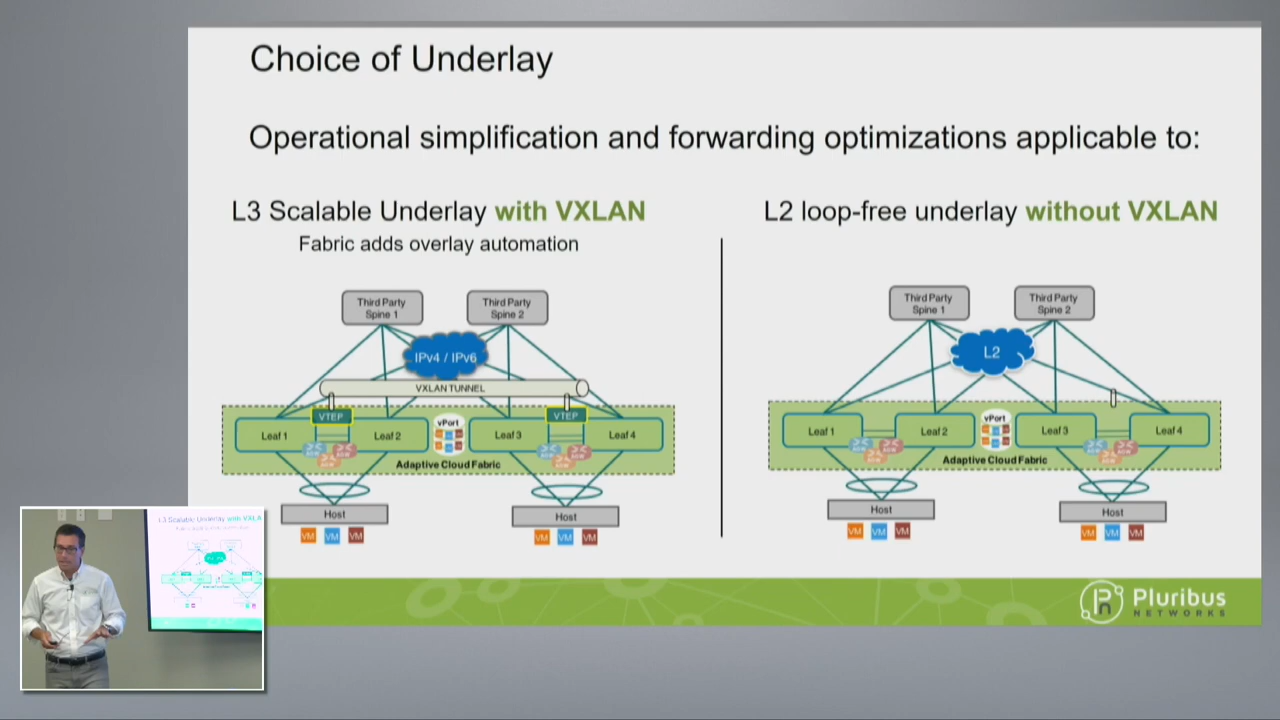 Choice of Underlay
Operational simplification and forwarding optimizations applicable to:
L3 Scalable Underlay with VXLAN
Fabric adds overlay automation
Third Party
Spine 1
Third Party
Spine 2
IPv4 / IPv6
VXLAN TUNNEL
VTEP
VTEP
Leaf 1
Leaf 2
vPort
Leaf 3
Leaf 4
Adaptive Cloud Fabric
Host
Host
VM VM VM
VM VM VM
L2 loop-free underlay without VXLAN
Third Party
Spine 1
Third Party
Spine 2
L2
Leaf 1
Leaf 2
vPort
Leaf 3
Leaf 4
Adaptive Cloud Fabric
Host
Host
VM VM VM
VM VM VM
L3 Scalable Underlay with VXLA
Pluribus
NETWORKS